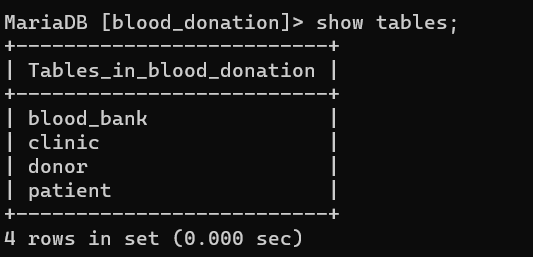 MariaDB [blood_donation]> show tables;
+-------------------------+
| Tables_in_blood_donation |
+-------------------------+
| blood_bank               |
| clinic                   |
| donor                    |
| patient                  |
+-------------------------+
4 rows in set (0.000 sec)